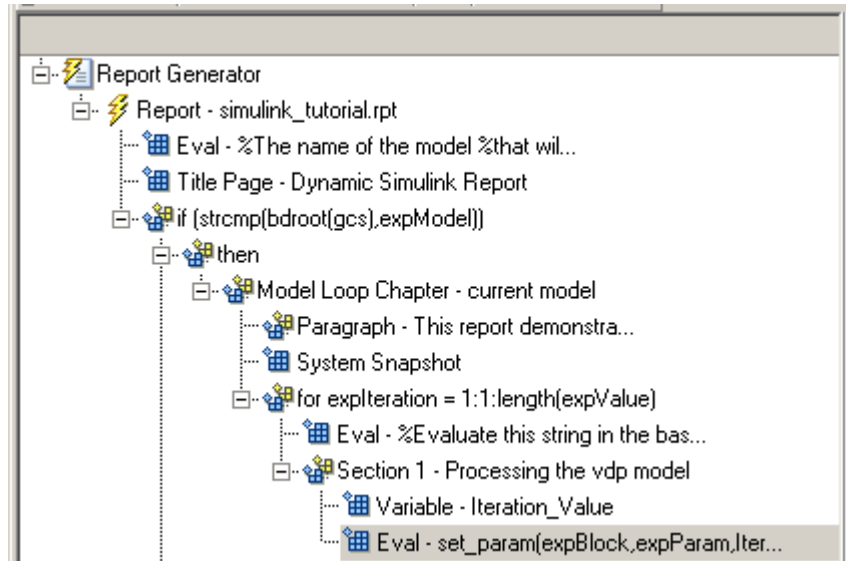 Report Generator
Report - simulink_tutorial.rpt
Eval - %The name of the model %that wil...
Title Page - Dynamic Simulink Report
if (strcmp(bdroot(gcs),expModel))
then
Model Loop Chapter - current model
Paragraph - This report demonstra...
System Snapshot
for expIteration = 1:1:length(expValue)
Eval - %Evaluate this string in the bas...
Section 1 - Processing the vdp model
Variable - Iteration_Value
Eval - set_param(expBlock,expParam,Iter...